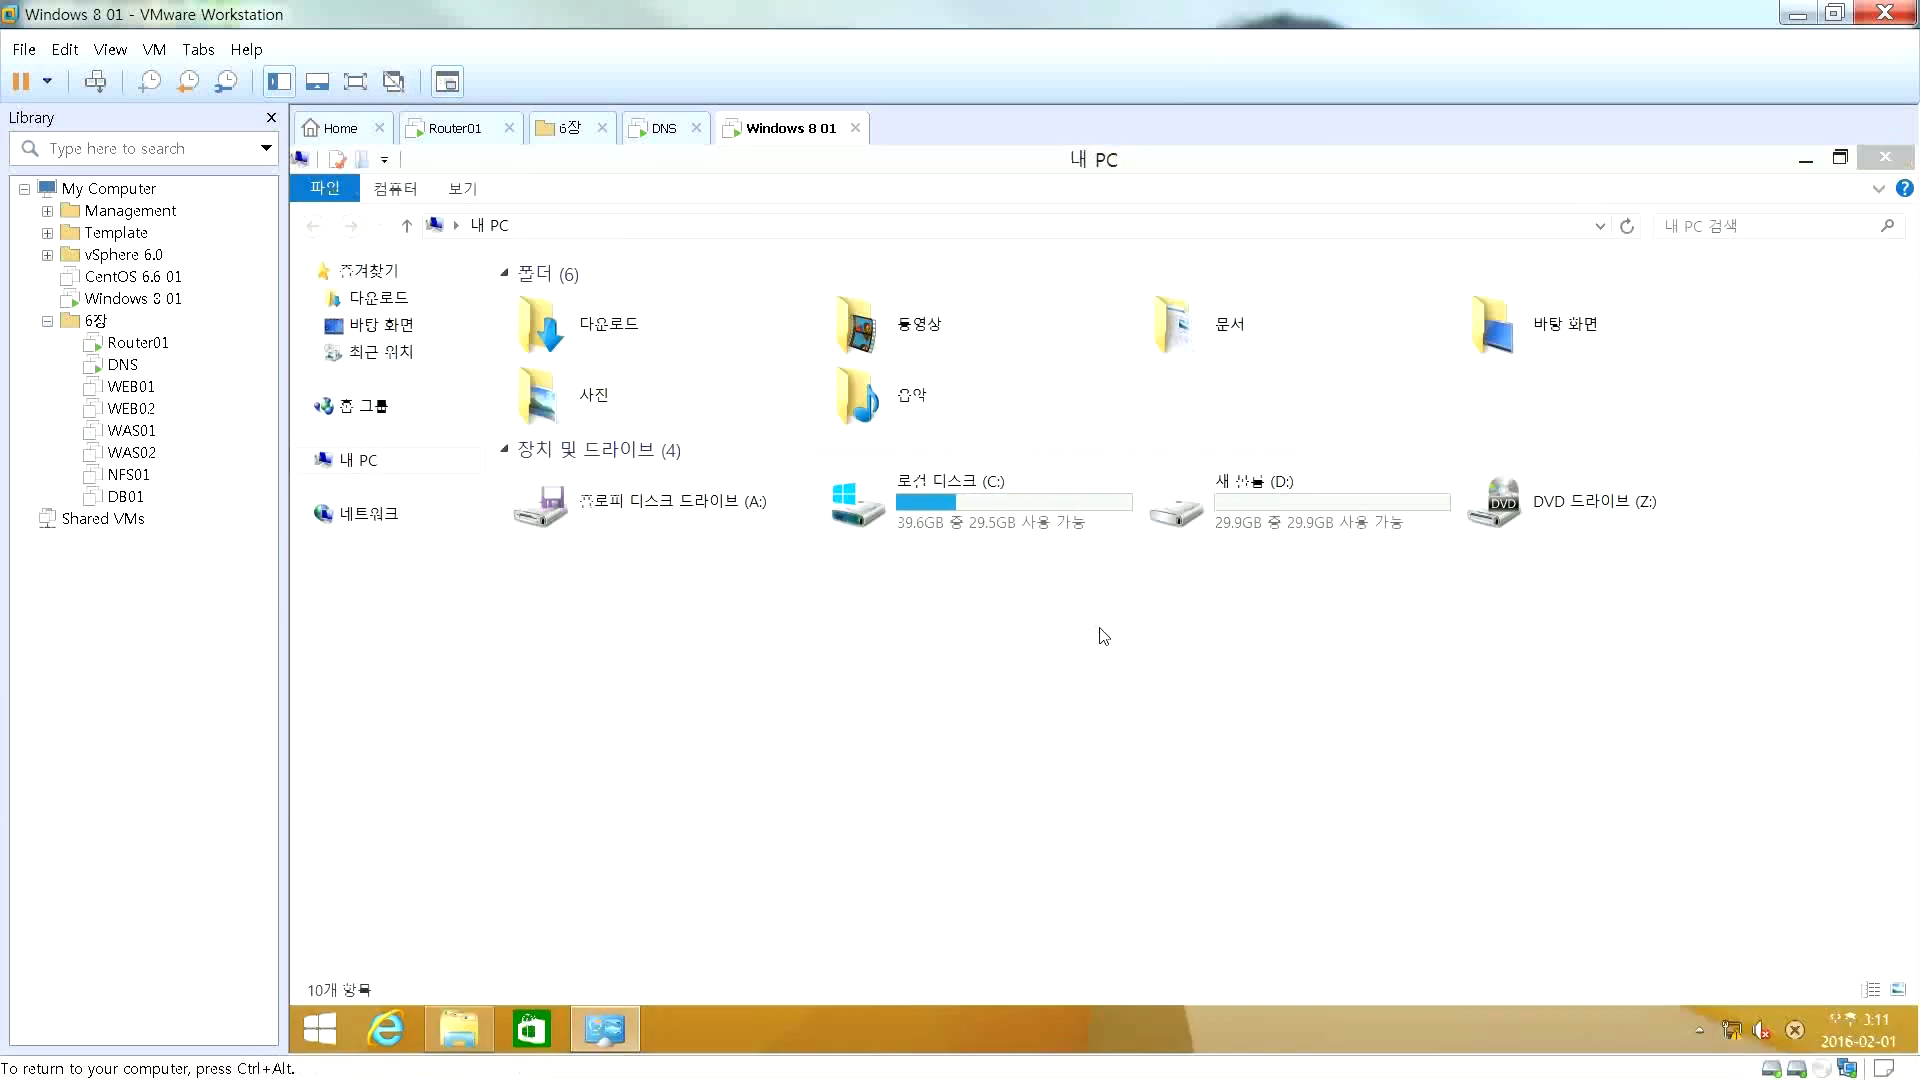 Windows 8 01 - VMware Workstation
File Edit View VM Tabs Help
Library
Type here to search
My Computer
Management
Template
vSphere 6.0
CentOS 6.6 01
Windows 8 01
6장
Router01
DNS
WEB01
WEB02
WAS01
WAS02
NFS01
DB01
Shared VMs
Home Router01 6장 DNS Windows 8 01
내 PC
파일 컴퓨터 보기
내 PC
내 PC 검색
즐겨찾기
다운로드
바탕 화면
최근 위치
홈 그룹
내 PC
네트워크
폴더 (6)
다운로드 동영상 문서 바탕 화면
사진 음악
장치 및 드라이브 (4)
플로피 디스크 드라이브 (A:)
로컬 디스크 (C:)
39.6GB 중 29.5GB 사용 가능
새 볼륨 (D:)
29.9GB 중 29.9GB 사용 가능
DVD 드라이브 (Z:)
DVD
10개 항목
오후 3:11
2016-02-01
To return to your computer, press Ctrl+Alt.